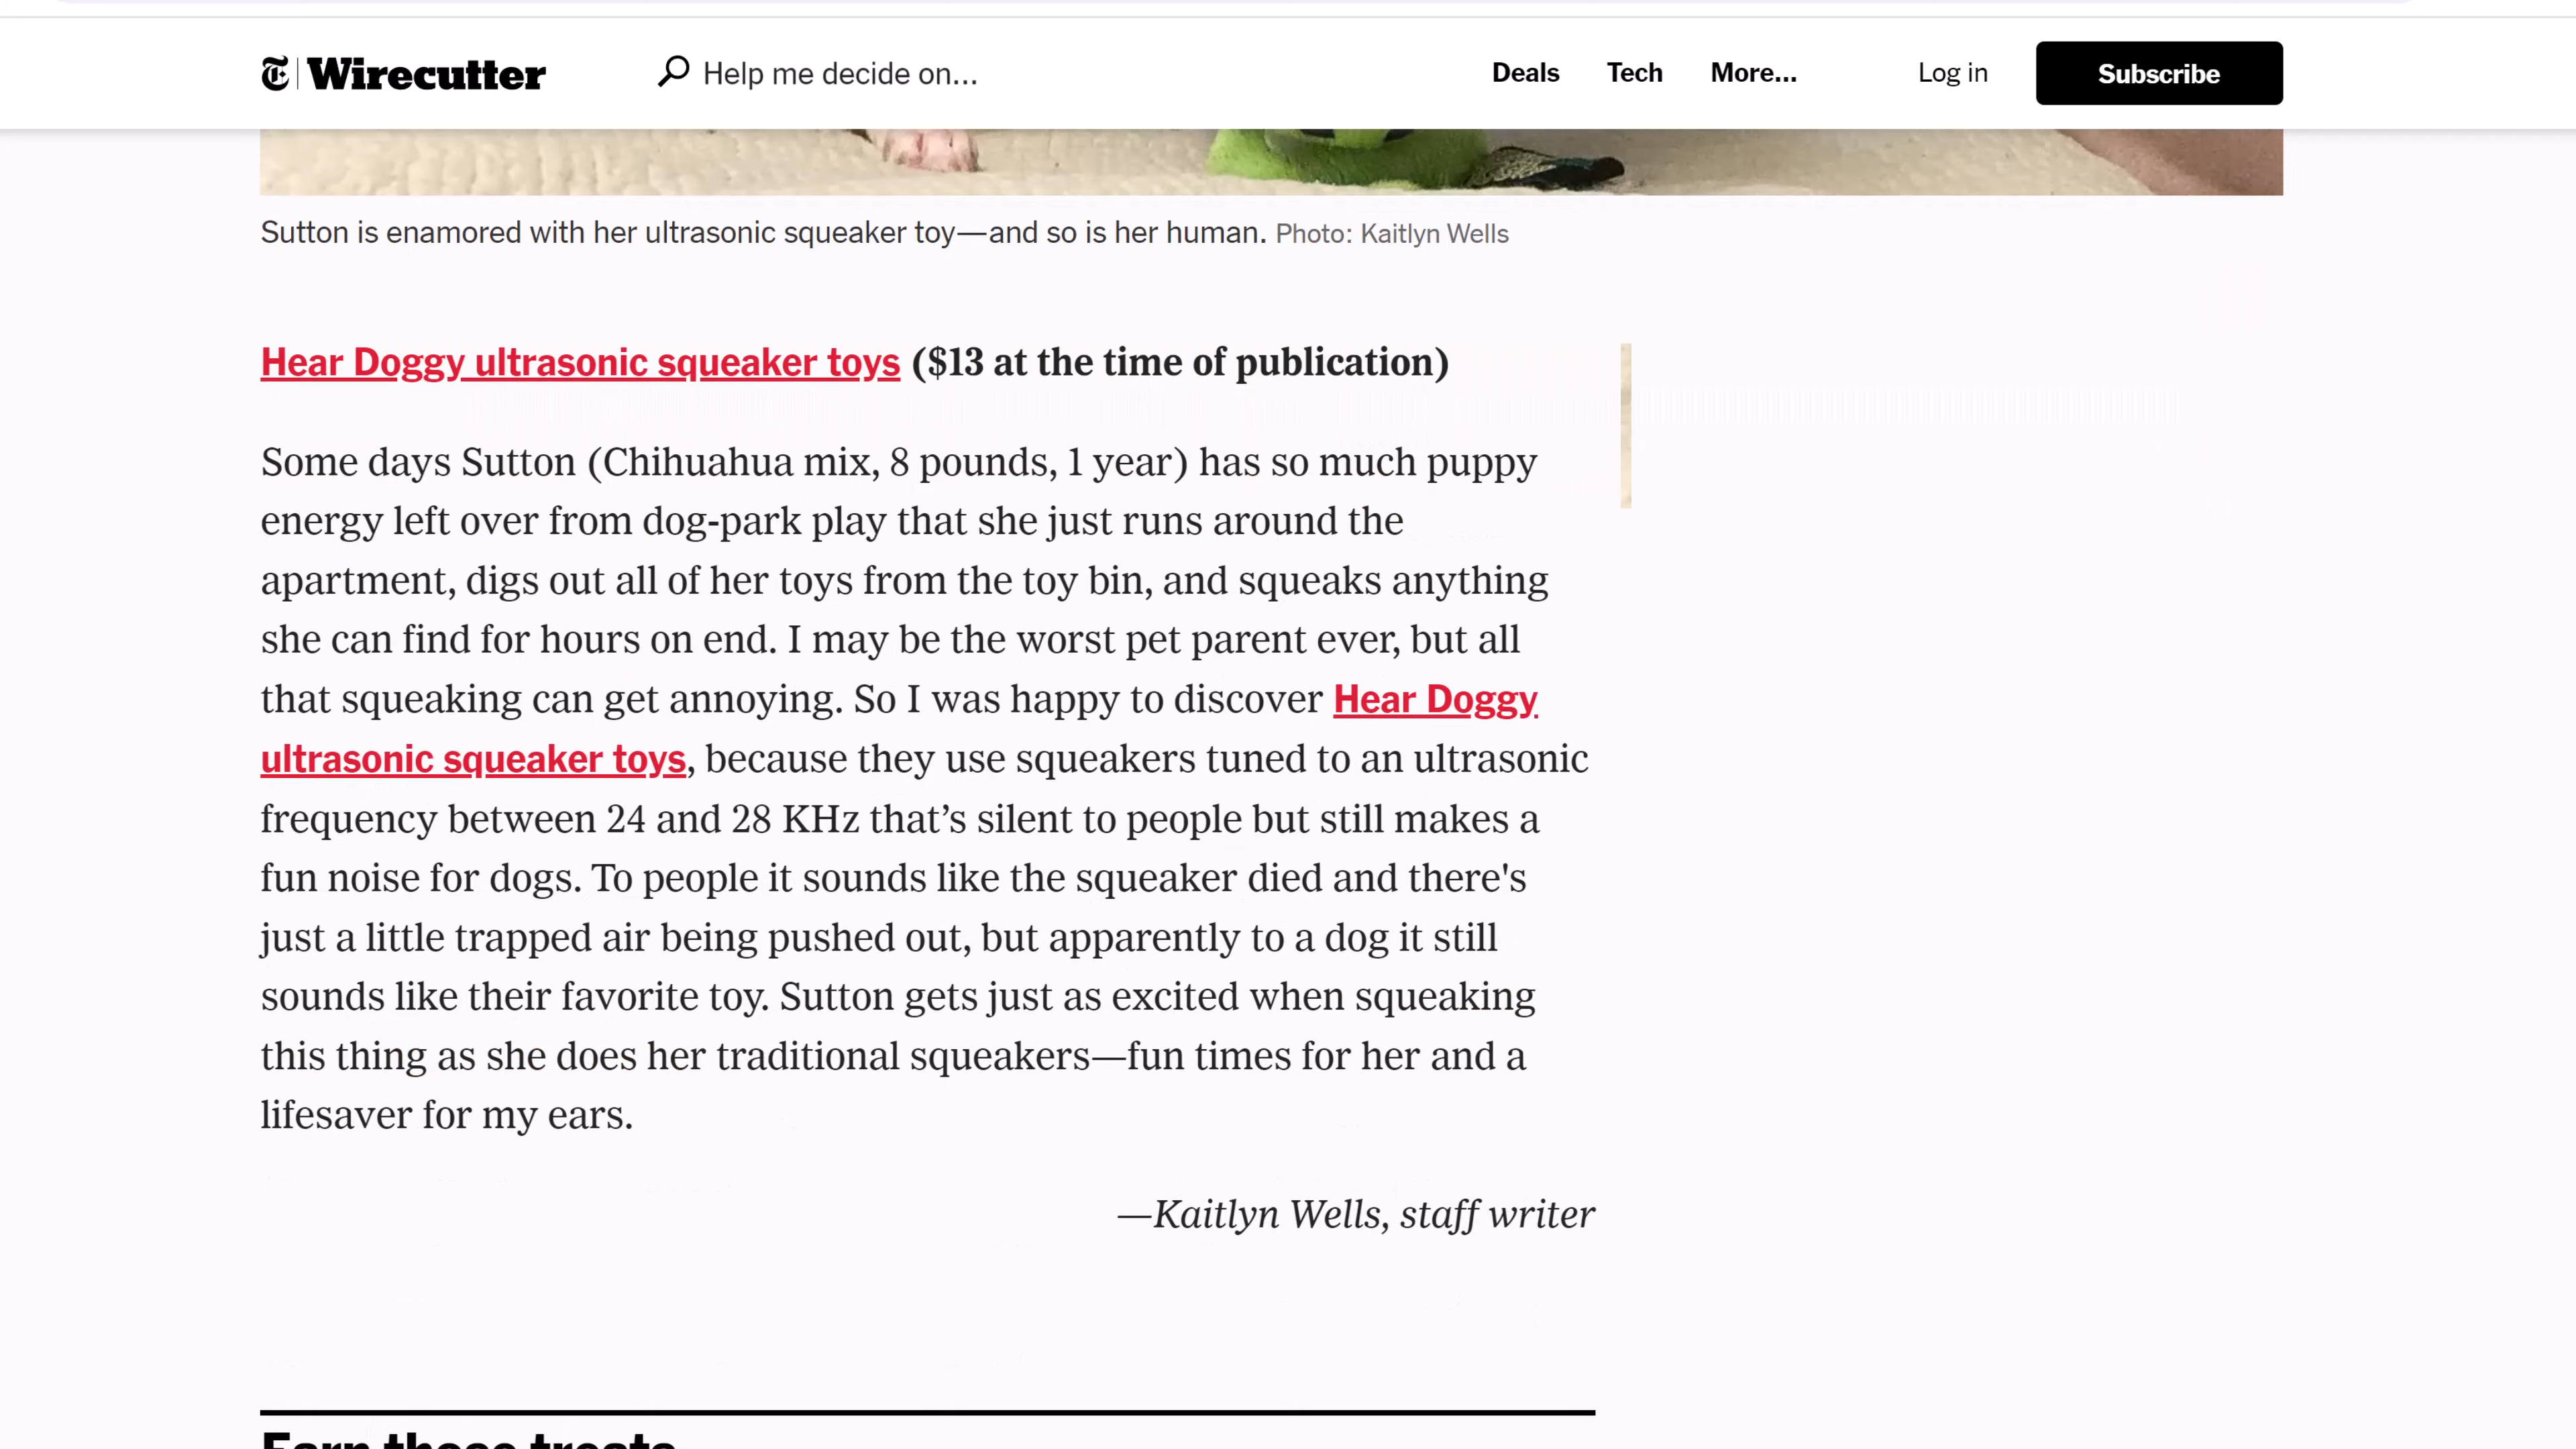 Wirecutter
Help me decide on...
Deals
Tech
More...
Log in
Subscribe
Sutton is enamored with her ultrasonic squeaker toy—and so is her human. Photo: Kaitlyn Wells
Hear Doggy ultrasonic squeaker toys ($13 at the time of publication)
Some days Sutton (Chihuahua mix, 8 pounds, 1 year) has so much puppy
energy left over from dog-park play that she just runs around the
apartment, digs out all of her toys from the toy bin, and squeaks anything
she can find for hours on end. I may be the worst pet parent ever, but all
that squeaking can get annoying. So I was happy to discover Hear Doggy
ultrasonic squeaker toys, because they use squeakers tuned to an ultrasonic
frequency between 24 and 28 KHz that’s silent to people but still makes a
fun noise for dogs. To people it sounds like the squeaker died and there's
just a little trapped air being pushed out, but apparently to a dog it still
sounds like their favorite toy. Sutton gets just as excited when squeaking
this thing as she does her traditional squeakers—fun times for her and a
lifesaver for my ears.
—Kaitlyn Wells, staff writer
Earn those treats